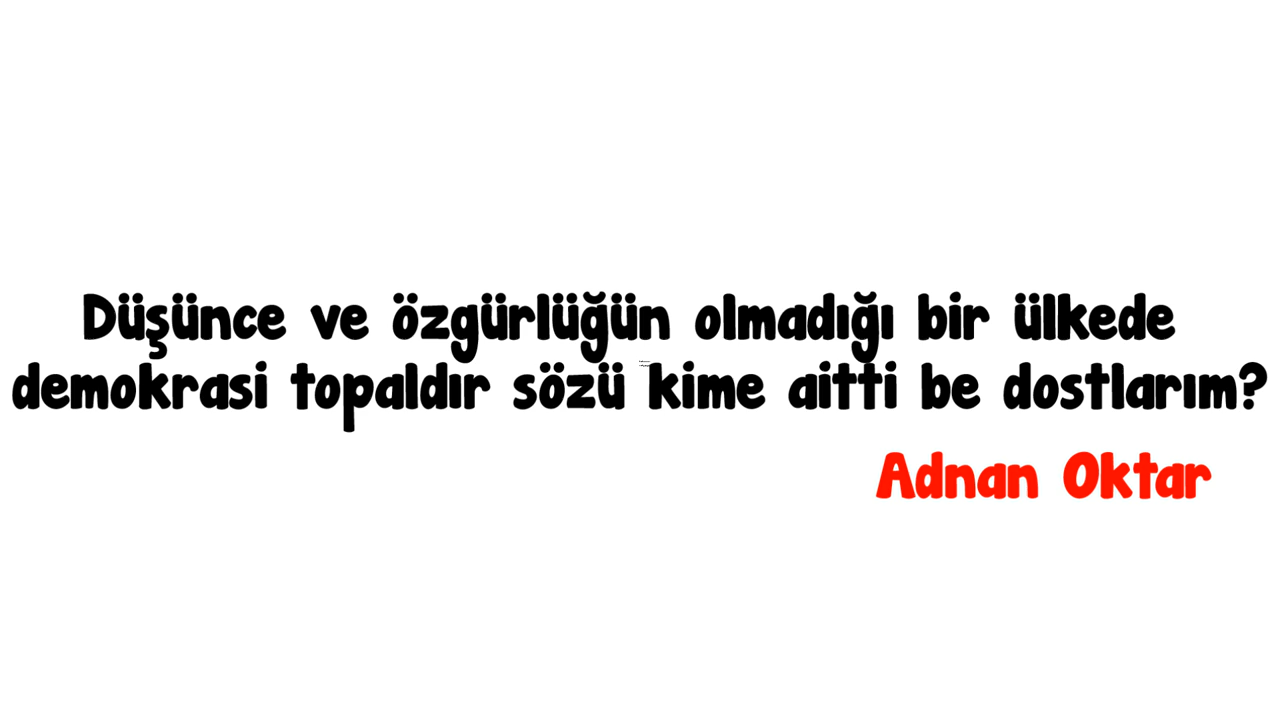 Düşünce ve özgürlüğün olmadığı bir ülkede
demokrasi topaldır sözü kime aitti be dostlarım?
Adnan Oktar